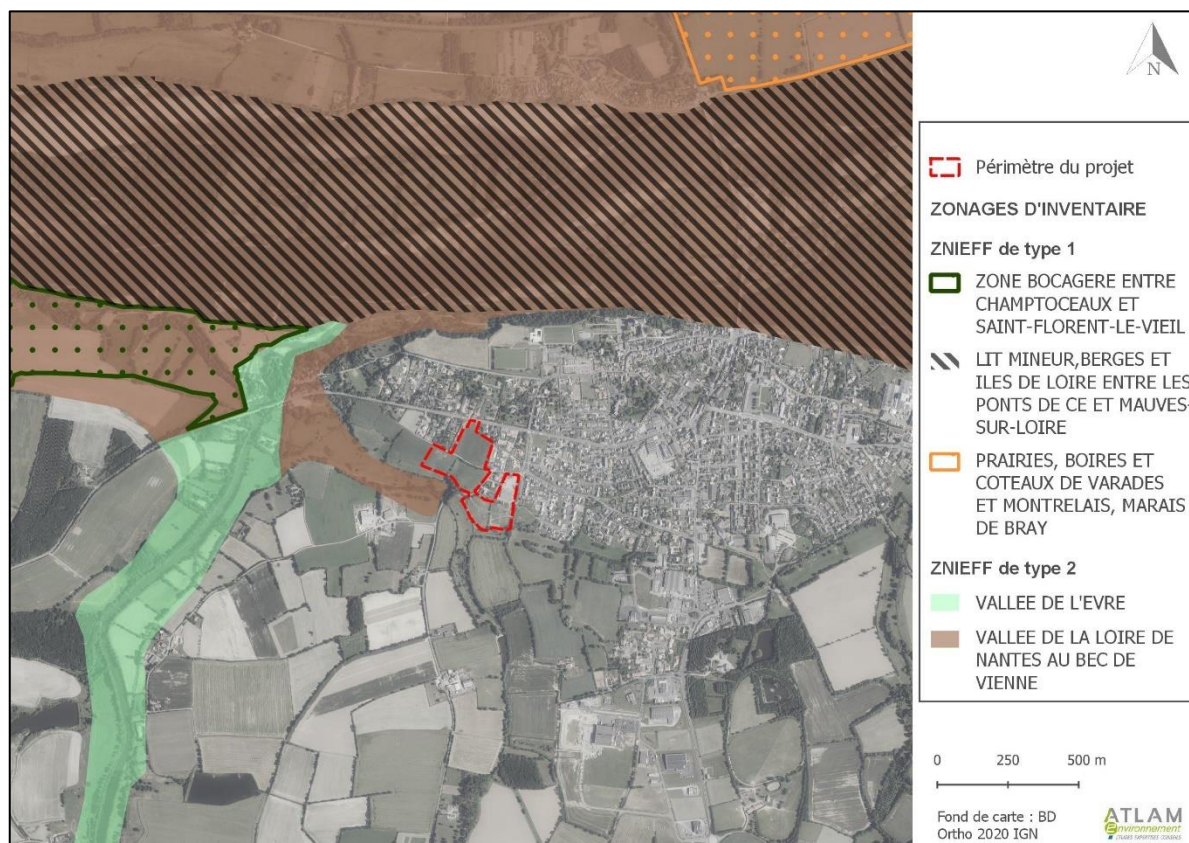 N
Périmètre du projet
ZONAGES D'INVENTAIRE
ZNIEFF de type 1
ZONE BOCAGERE ENTRE
CHAMPTOCEAUX ET
SAINT-FLORENT-LE-VIEIL
LIT MINEUR,BERGES ET
ILES DE LOIRE ENTRE LES
PONTS DE CE ET MAUVES-
SUR-LOIRE
PRAIRIES, BOIRES ET
COTEAUX DE VARADES
ET MONTRELAIS, MARAIS
DE BRAY
ZNIEFF de type 2
VALLEE DE L'EVRE
VALLEE DE LA LOIRE DE
NANTES AU BEC DE
VIENNE
0 250 500 m
Fond de carte : BD
Ortho 2020 IGN
ATLAM
Environnement
ETUDES EXPERTISES CONSEILS